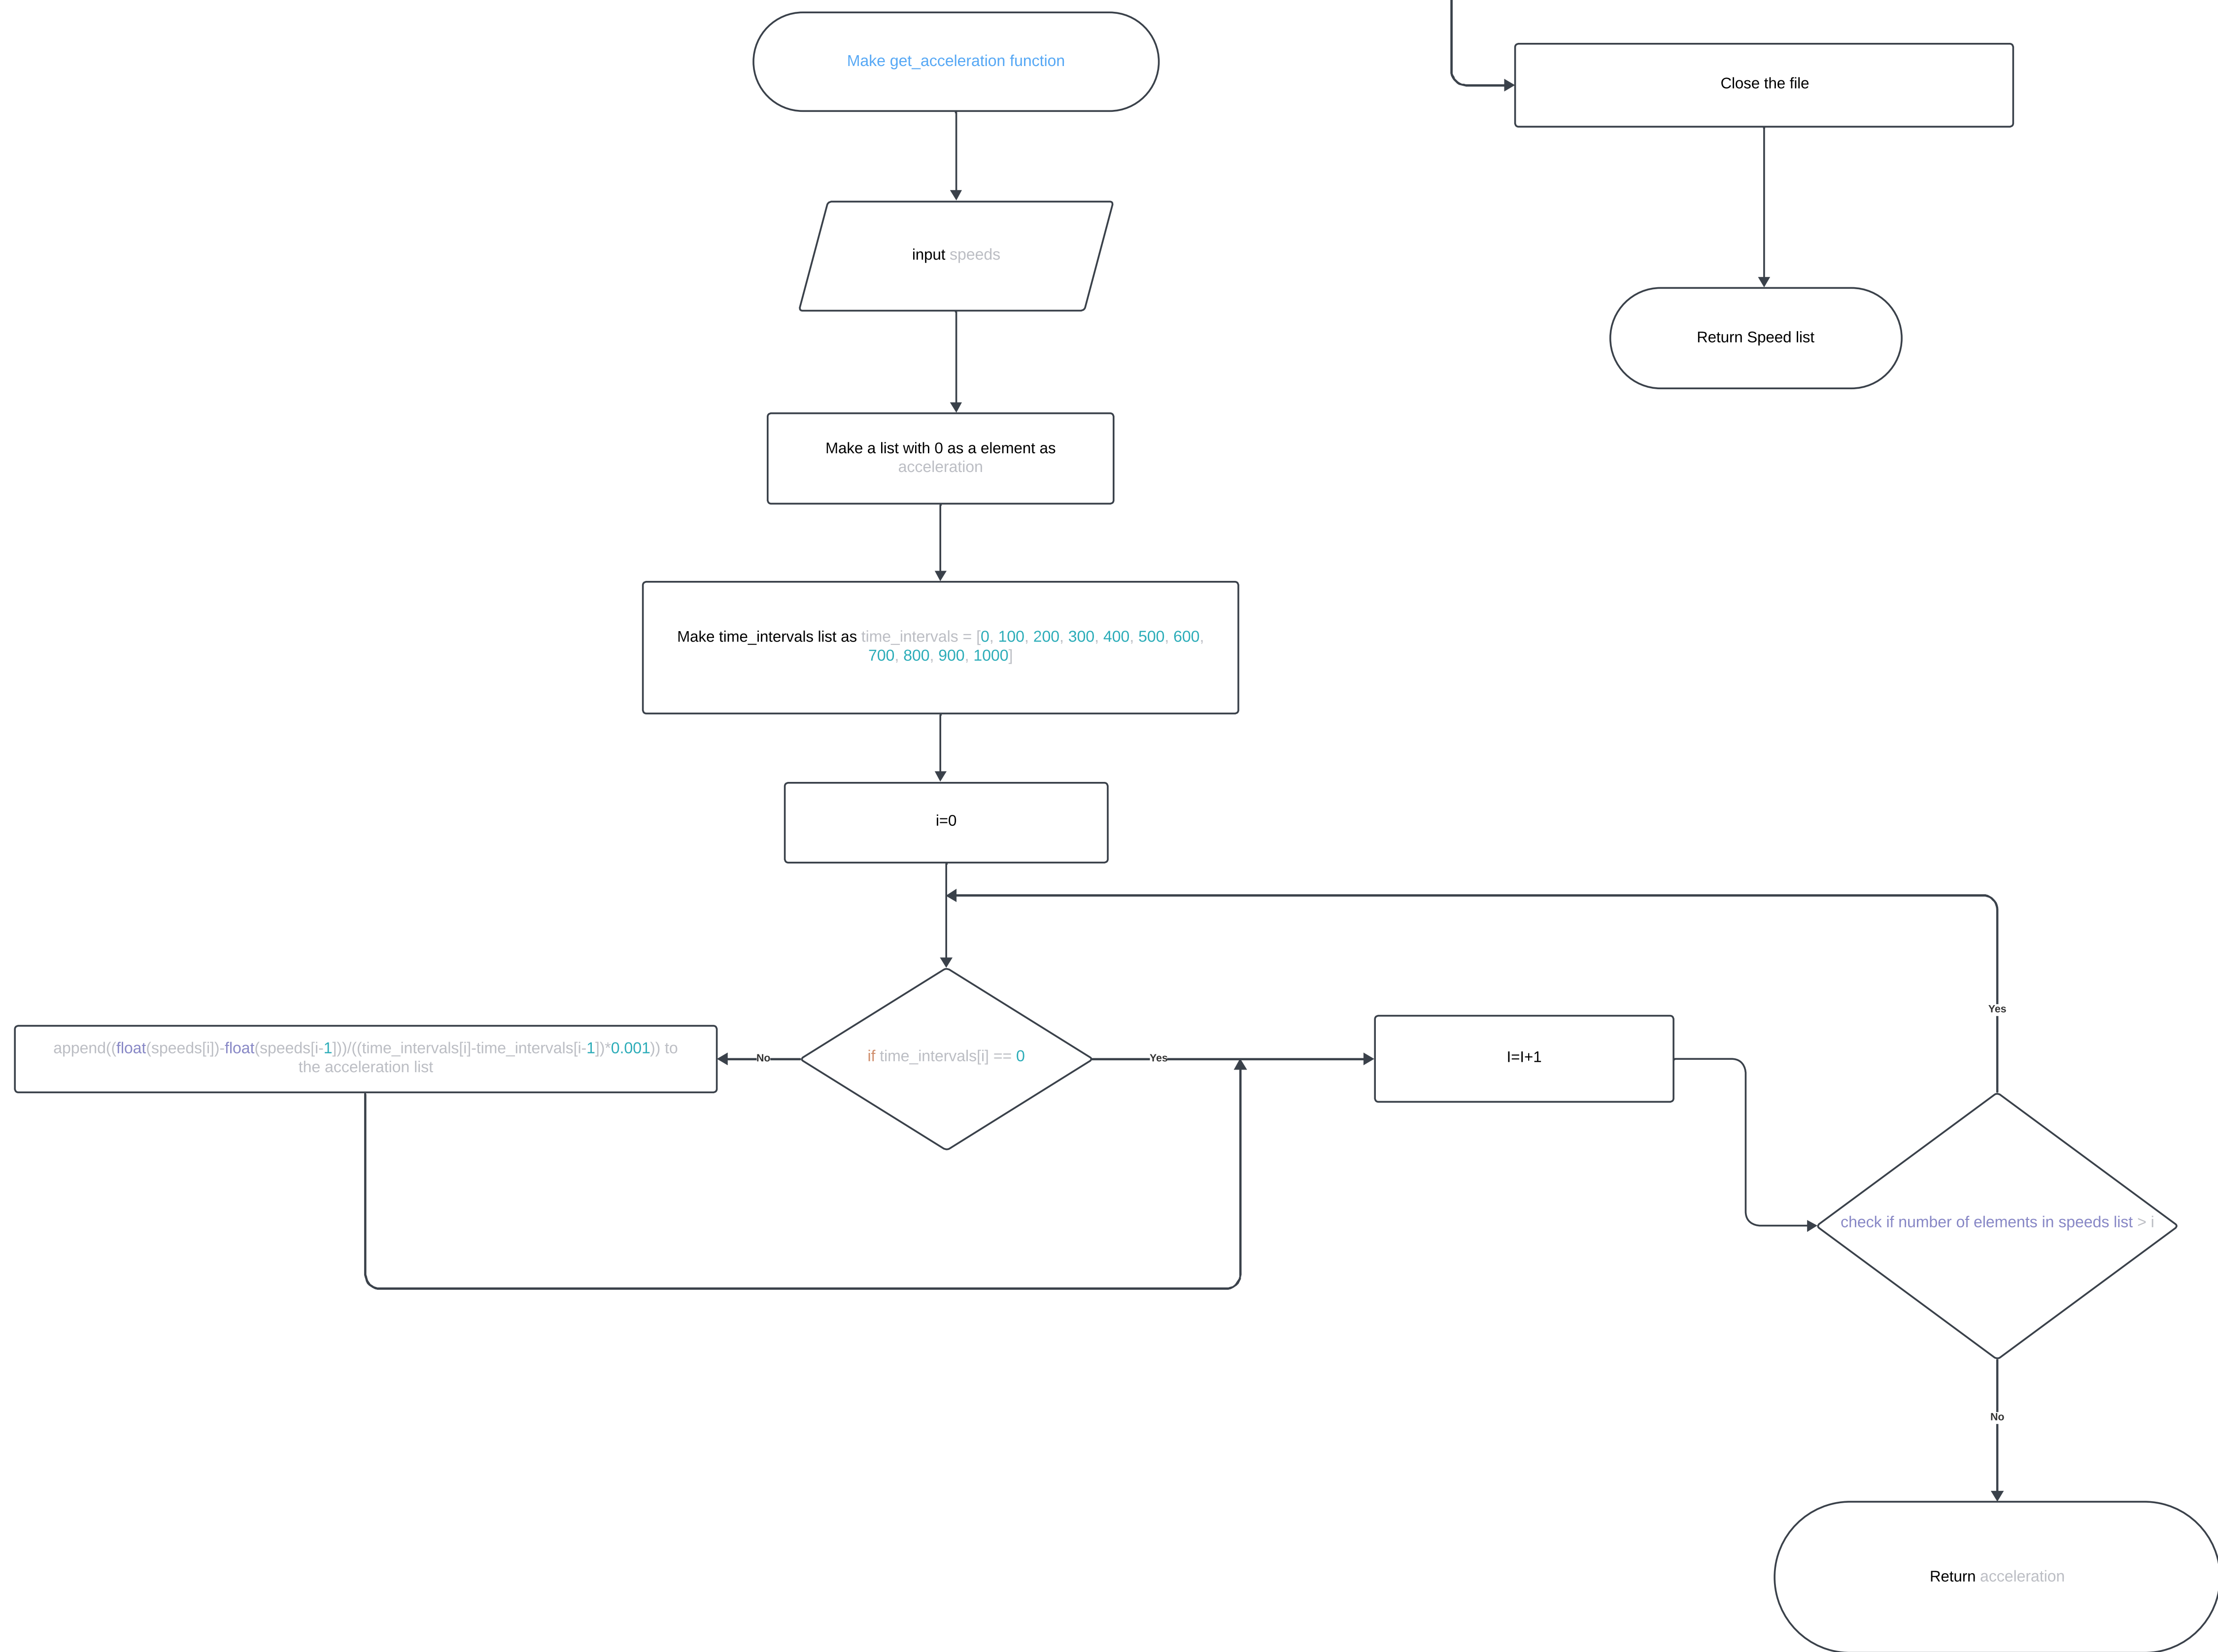 Make get_acceleration function
Close the file
input speeds
Return Speed list
Make a list with 0 as a element as
acceleration
Make time_intervals list as time_intervals = [0, 100, 200, 300, 400, 500, 600,
700, 800, 900, 1000]
i=0
Yes
append((float(speeds[i])-float(speeds[i-1]))/((time_intervals[i]-time_intervals[i-1])*0.001)) to
the acceleration list
No
if time_intervals[i] == 0
Yes
I=I+1
check if number of elements in speeds list > i
No
Return acceleration